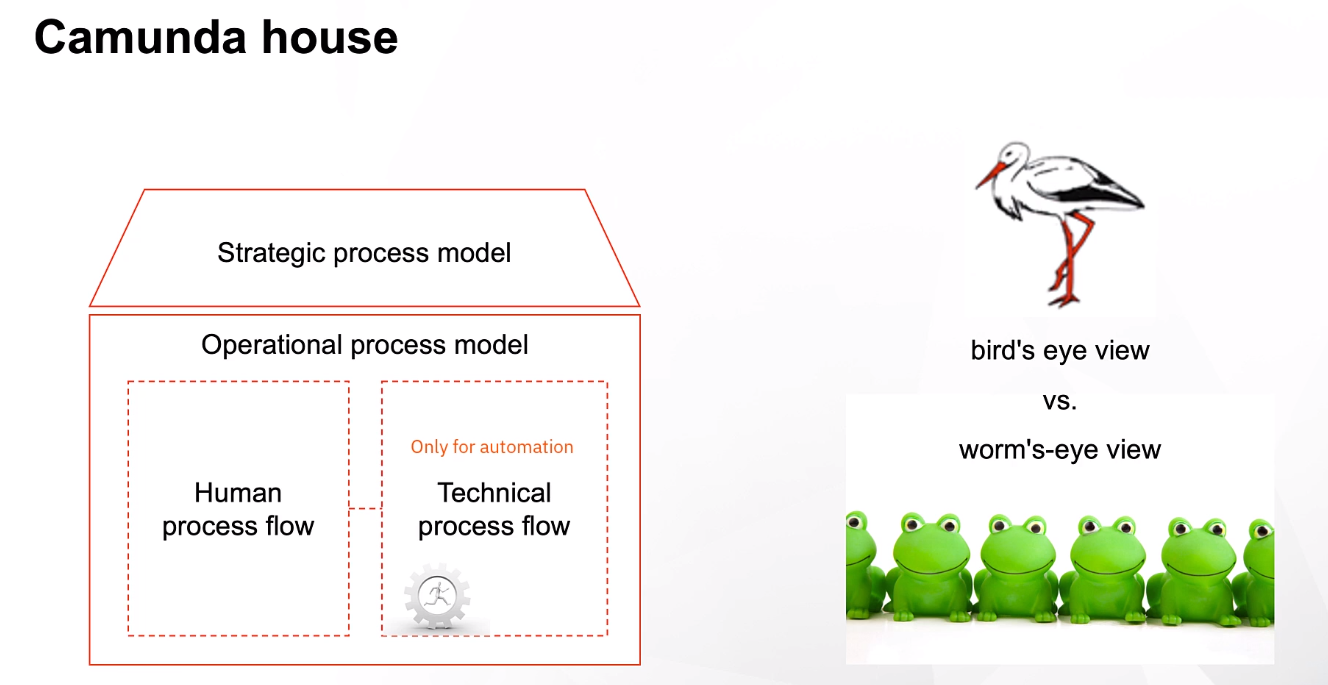 Camunda house
Strategic process model
Operational process model
Human
process flow
Only for automation
Technical
process flow
bird's eye view
vs.
worm's-eye view